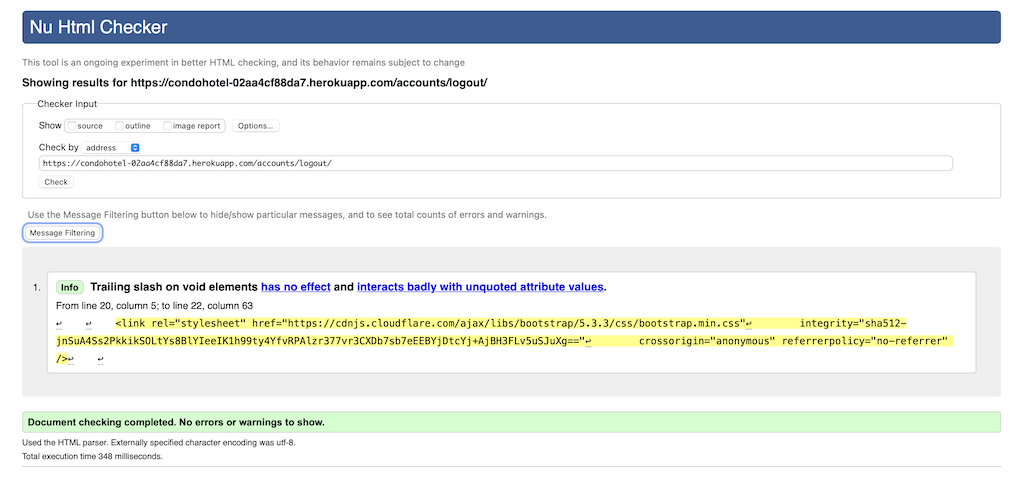 Nu Html Checker
This tool is an ongoing experiment in better HTML checking, and its behavior remains subject to change
Showing results for https://condohotel-02aa4cf88da7.herokuapp.com/accounts/logout/
Checker Input
Show source outline image report Options...
Check by address
https://condohotel-02aa4cf88da7.herokuapp.com/accounts/logout/
Check
Use the Message Filtering button below to hide/show particular messages, and to see total counts of errors and warnings.
Message Filtering
1. Info Trailing slash on void elements has no effect and interacts badly with unquoted attribute values.
From line 20, column 5; to line 22, column 63
↩ ↩ <link rel="stylesheet" href="https://cdnjs.cloudflare.com/ajax/libs/bootstrap/5.3.3/css/bootstrap.min.css"↩ integrity="sha512-
jnSuA4Ss2PkkikSOLtYs8BlYIeeIK1h99ty4YfvRPAlzr377vr3CXDb7sb7eEEBYjDtcYj+AjBH3FLv5uSJuXg=="↩ crossorigin="anonymous" referrerpolicy="no-referrer"
/>↩ ↩
Document checking completed. No errors or warnings to show.
Used the HTML parser. Externally specified character encoding was utf-8.
Total execution time 348 milliseconds.